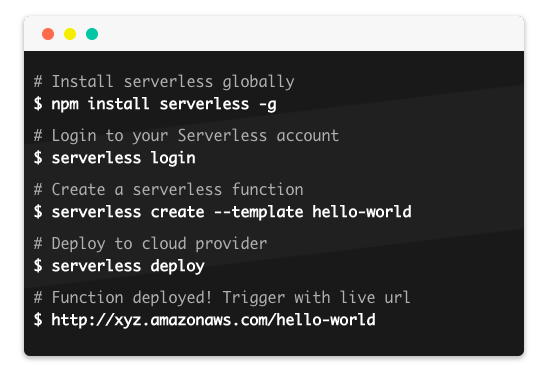 # Install serverless globally
$ npm install serverless -g
# Login to your Serverless account
$ serverless login
# Create a serverless function
$ serverless create --template hello-world
# Deploy to cloud provider
$ serverless deploy
# Function deployed! Trigger with live url
$ http://xyz.amazonaws.com/hello-world